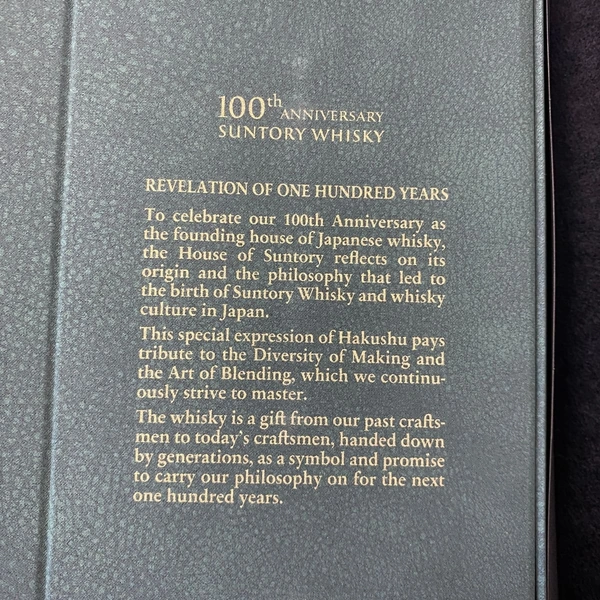 100th ANNIVERSARY
SUNTORY WHISKY
REVELATION OF ONE HUNDRED YEARS
To celebrate our 100th Anniversary as
the founding house of Japanese whisky,
the House of Suntory reflects on its
origin and the philosophy that led to
the birth of Suntory Whisky and whisky
culture in Japan.
This special expression of Hakushu pays
tribute to the Diversity of Making and
the Art of Blending, which we continu-
ously strive to master.
The whisky is a gift from our past crafts-
men to today's craftsmen, handed down
by generations, as a symbol and promise
to carry our philosophy on for the next
one hundred years.